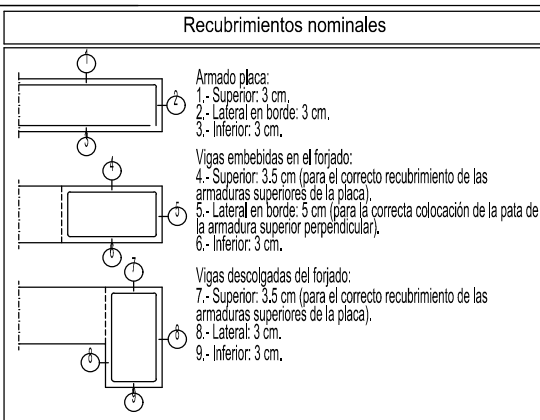 Recubrimientos nominales
Armado placa:
1.- Superior: 3 cm.
2.- Lateral en borde: 3 cm.
3.- Inferior: 3 cm.
Vigas embebidas en el forjado:
4.- Superior: 3.5 cm (para el correcto recubrimiento de las
armaduras superiores de la placa).
5.- Lateral en borde: 5 cm (para la correcta colocación de la pata de
la armadura superior perpendicular).
6.- Inferior: 3 cm.
Vigas descolgadas del forjado:
7.- Superior: 3.5 cm (para el correcto recubrimiento de las
armaduras superiores de la placa).
8.- Lateral: 3 cm.
9.- Inferior: 3 cm.
1
2
3
4
5
6
7
8
8
9